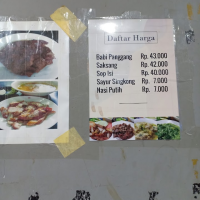 Daftar Harga
Babi Panggang Rp. 43.000
Saksang Rp. 42.000
Sop Isi Rp. 40.000
Sayur Singkong Rp. 7.000
Nasi Putih Rp. 7.000